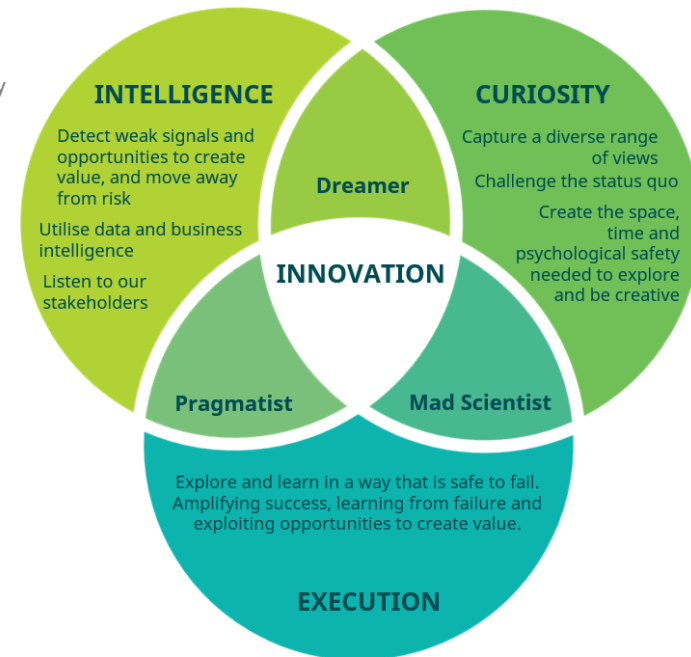 INTELLIGENCE
Detect weak signals and
opportunities to create
value, and move away
from risk
Utilise data and business
intelligence
Listen to our
stakeholders
CURIOSITY
Capture a diverse range
of views
Challenge the status quo
Create the space,
time and
psychological safety
needed to explore
and be creative
Dreamer
INNOVATION
Pragmatist
Mad Scientist
Explore and learn in a way that is safe to fail.
Amplifying success, learning from failure and
exploiting opportunities to create value.
EXECUTION